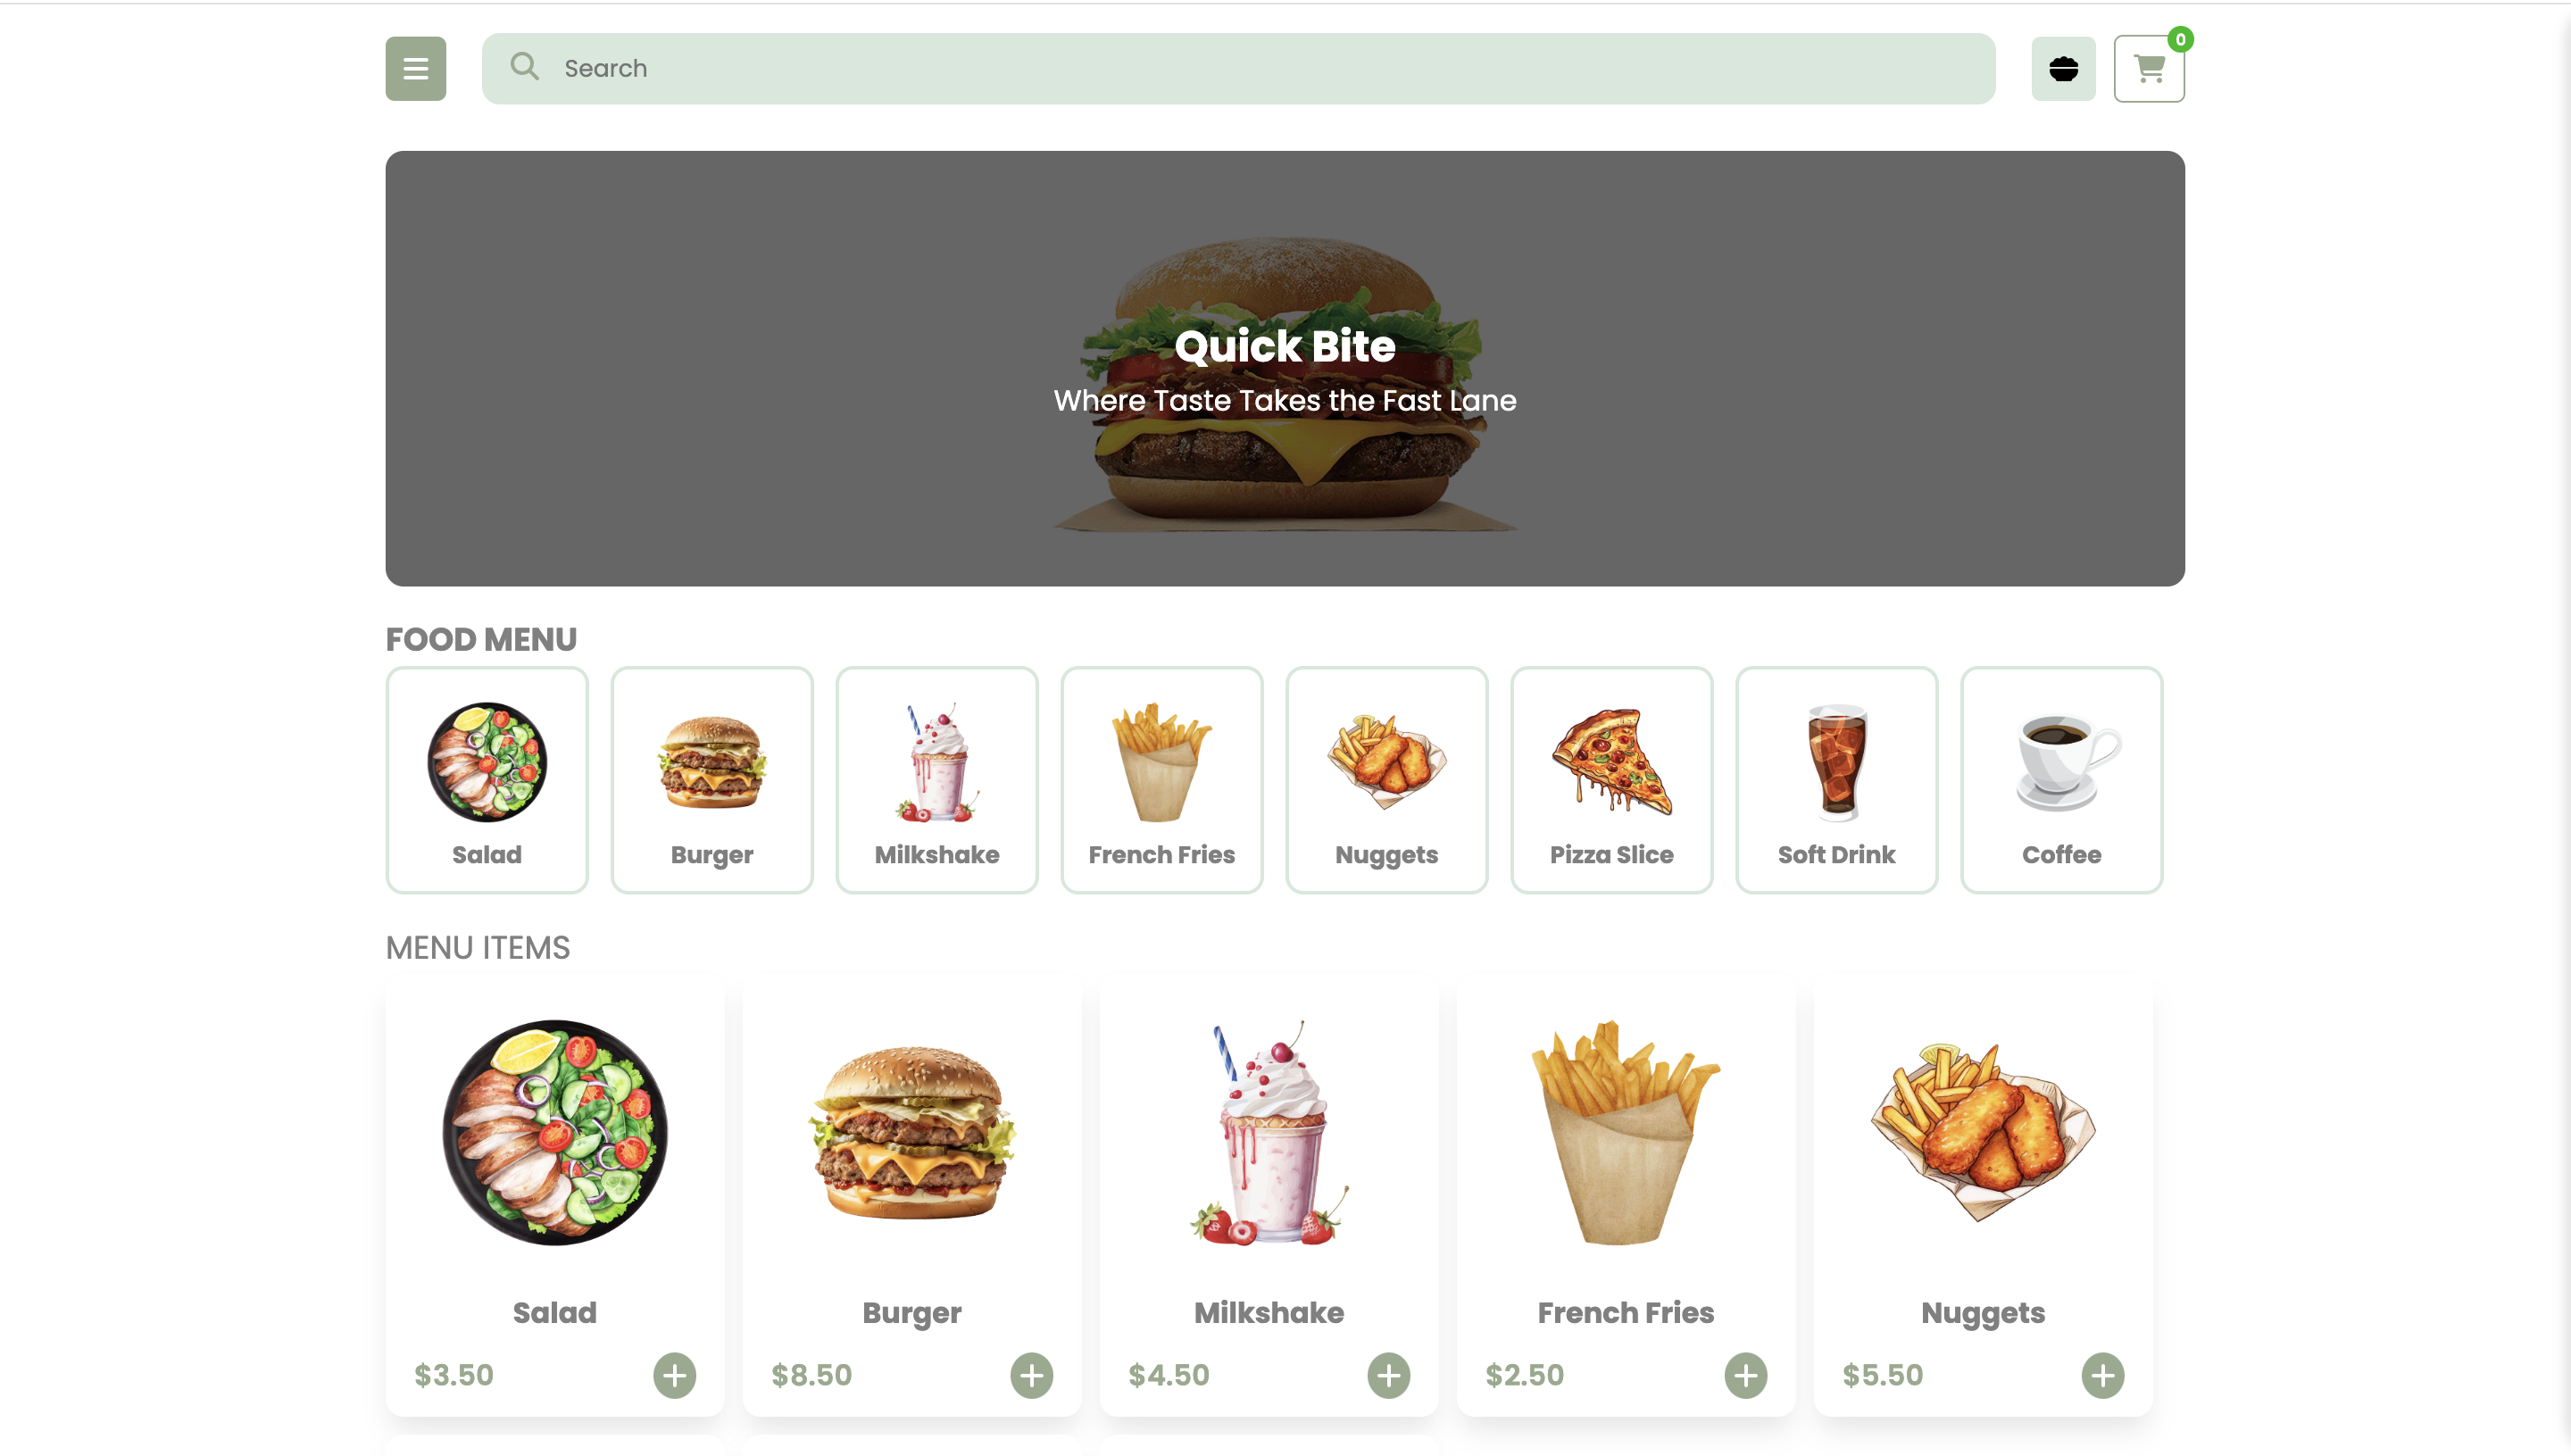 Search
0
Quick Bite
Where Taste Takes the Fast Lane
FOOD MENU
Salad
Burger
Milkshake
French Fries
Nuggets
Pizza Slice
Soft Drink
Coffee
MENU ITEMS
Salad
Burger
Milkshake
French Fries
Nuggets
$3.50
$8.50
$4.50
$2.50
$5.50